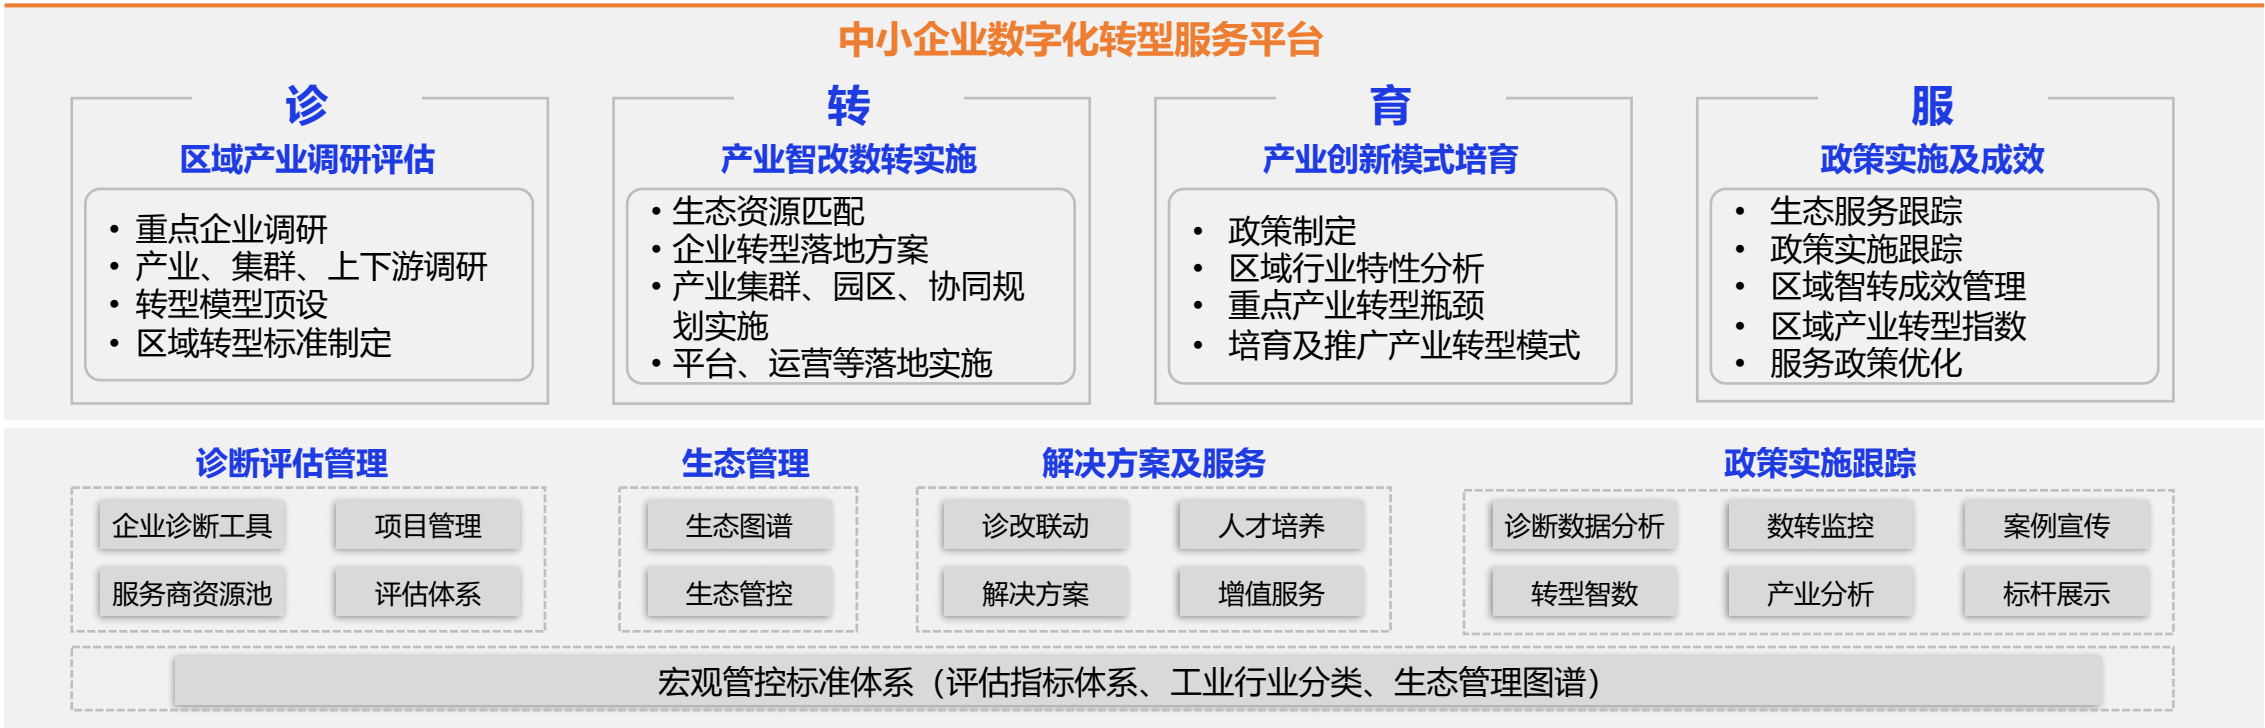 中小企业数字化转型服务平台
诊
区域产业调研评估
• 重点企业调研
• 产业、集群、上下游调研
• 转型模型顶设
• 区域转型标准制定
转
产业智改数转实施
• 生态资源匹配
• 企业转型落地方案
• 产业集群、园区、协同规
划实施
• 平台、运营等落地实施
育
产业创新模式培育
• 政策制定
• 区域行业特性分析
• 重点产业转型瓶颈
• 培育及推广产业转型模式
服
政策实施及成效
• 生态服务跟踪
• 政策实施跟踪
• 区域智转成效管理
• 区域产业转型指数
• 服务政策优化
诊断评估管理
企业诊断工具
项目管理
服务商资源池
评估体系
生态管理
生态图谱
生态管控
解决方案及服务
诊改联动
人才培养
解决方案
增值服务
政策实施跟踪
诊断数据分析
数转监控
案例宣传
转型智数
产业分析
标杆展示
宏观管控标准体系（评估指标体系、工业行业分类、生态管理图谱）